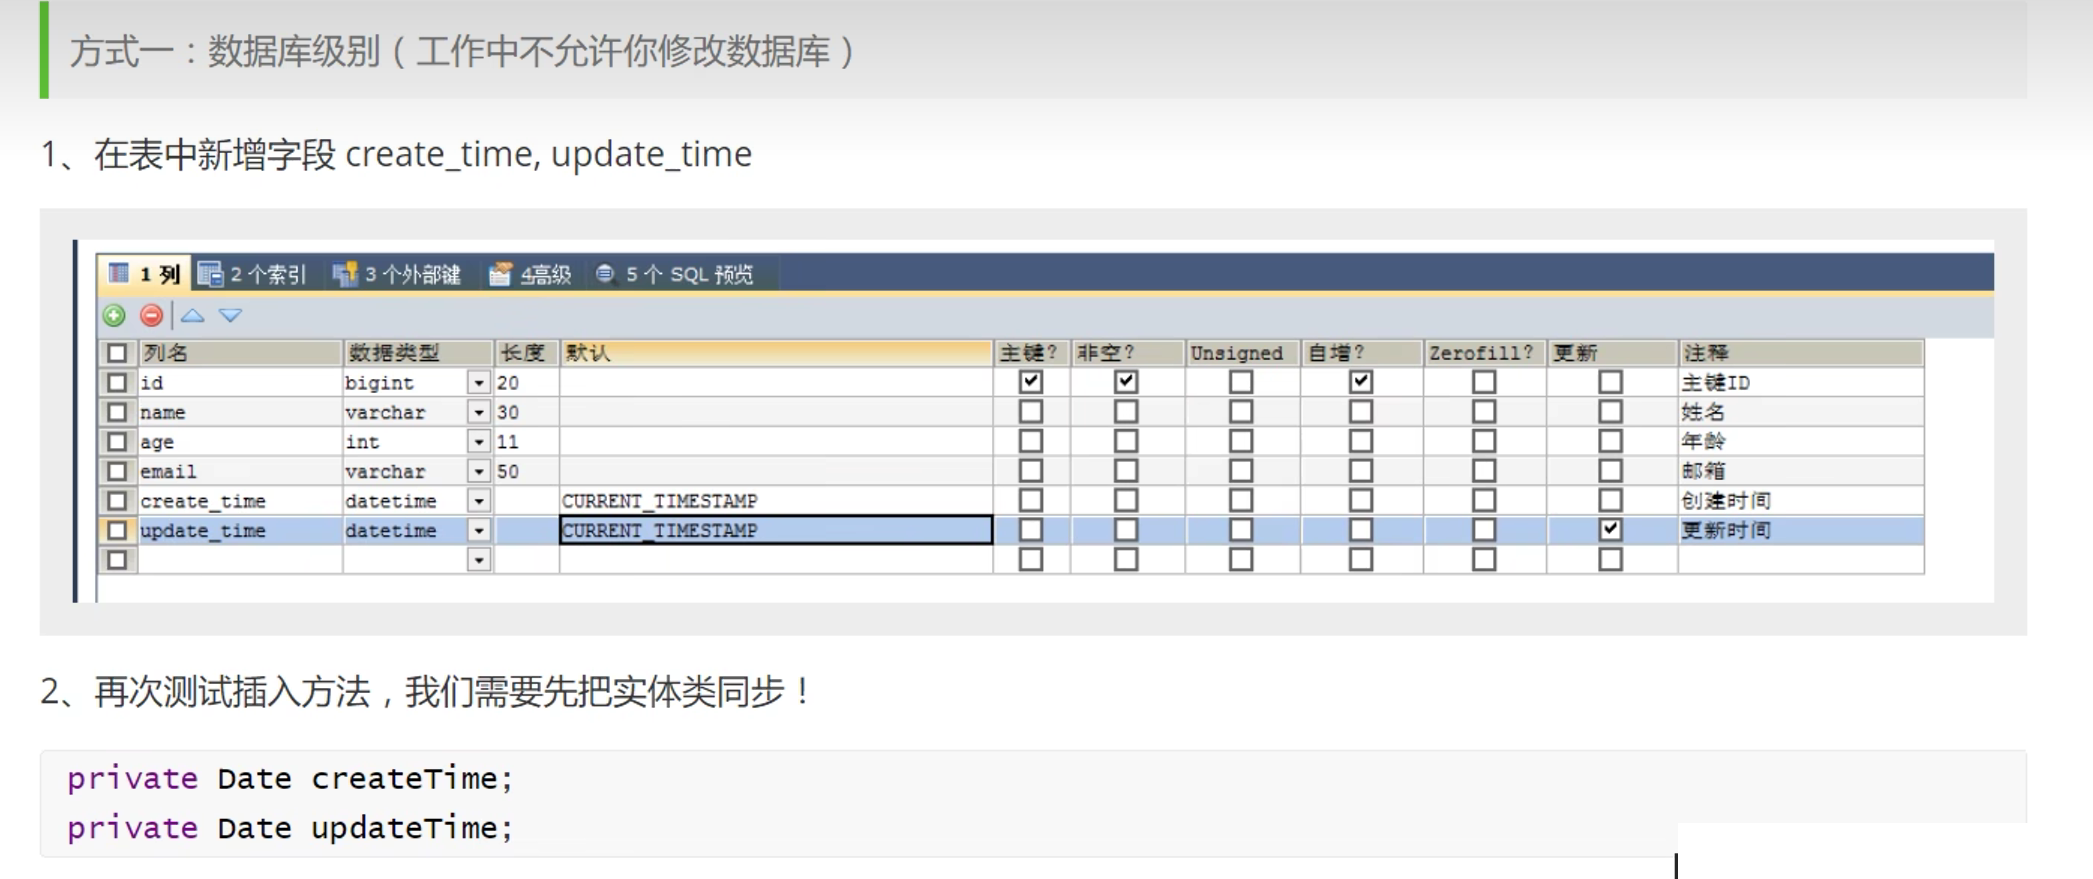 方式一：数据库级别（工作中不允许你修改数据库）
1、在表中新增字段 create_time, update_time
1 列 2 个索引 3 个外部键 4高级 5 个 SQL 预览
列名 数据类型 长度 默认 主键? 非空? Unsigned 自增? Zerofill? 更新 注释
id bigint 20 主键ID
name varchar 30 姓名
age int 11 年龄
email varchar 50 邮箱
create_time datetime CURRENT_TIMESTAMP 创建时间
update_time datetime CURRENT_TIMESTAMP 更新时间
2、再次测试插入方法，我们需要先把实体类同步！
private Date createTime;
private Date updateTime;